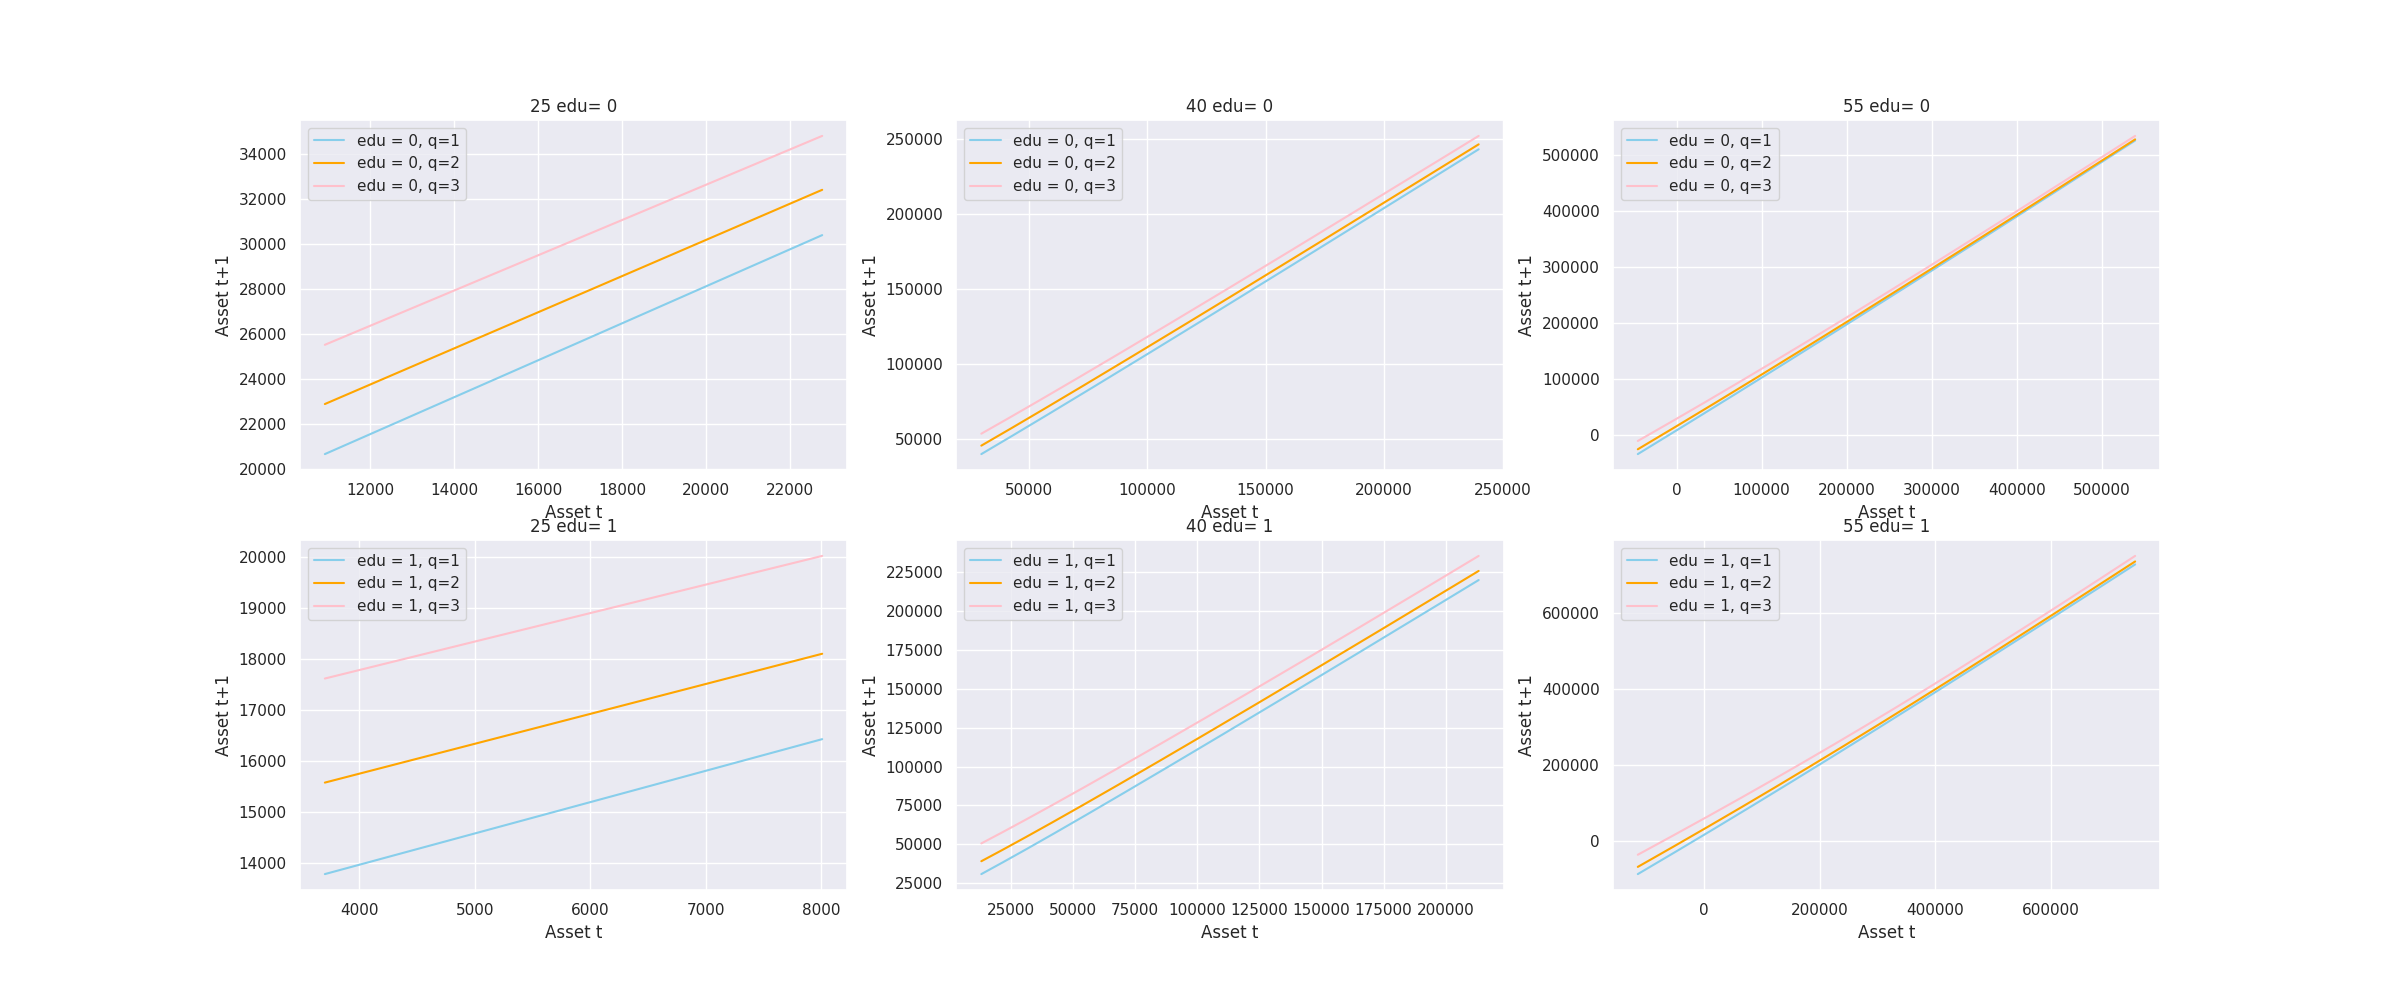 25 edu= 0
edu = 0, q=1
edu = 0, q=2
edu = 0, q=3
Asset t+1
34000
32000
30000
28000
26000
24000
22000
20000
12000 14000 16000 18000 20000 22000
Asset t
40 edu= 0
edu = 0, q=1
edu = 0, q=2
edu = 0, q=3
Asset t+1
250000
200000
150000
100000
50000
50000 100000 150000 200000 250000
Asset t
55 edu= 0
edu = 0, q=1
edu = 0, q=2
edu = 0, q=3
Asset t+1
500000
400000
300000
200000
100000
0
0 100000 200000 300000 400000 500000
Asset t
25 edu= 1
edu = 1, q=1
edu = 1, q=2
edu = 1, q=3
Asset t+1
20000
19000
18000
17000
16000
15000
14000
4000 5000 6000 7000 8000
Asset t
40 edu= 1
edu = 1, q=1
edu = 1, q=2
edu = 1, q=3
Asset t+1
225000
200000
175000
150000
125000
100000
75000
50000
25000
25000 50000 75000 100000 125000 150000 175000 200000
Asset t
55 edu= 1
edu = 1, q=1
edu = 1, q=2
edu = 1, q=3
Asset t+1
600000
400000
200000
0
0 200000 400000 600000
Asset t